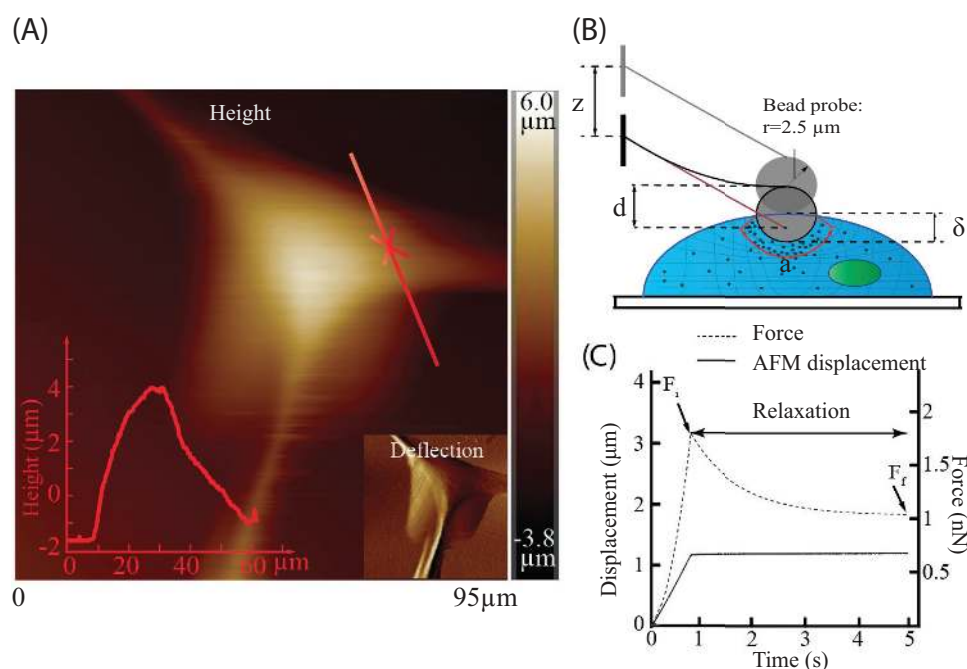 (A)
Height
6.0
µm
-3.8
µm
Height (µm)
4
2
0
-2
0
20
40
60
µm
Deflection
0
95µm
(B)
z
d
Bead probe:
r=2.5 µm
δ
a
(C)
Force
AFM displacement
Displacement (µm)
4
3
2
1
0
Fᵢ
Relaxation
F_f
2
1.5
1
0.5
Force (nN)
0
1
2
3
4
5
Time (s)